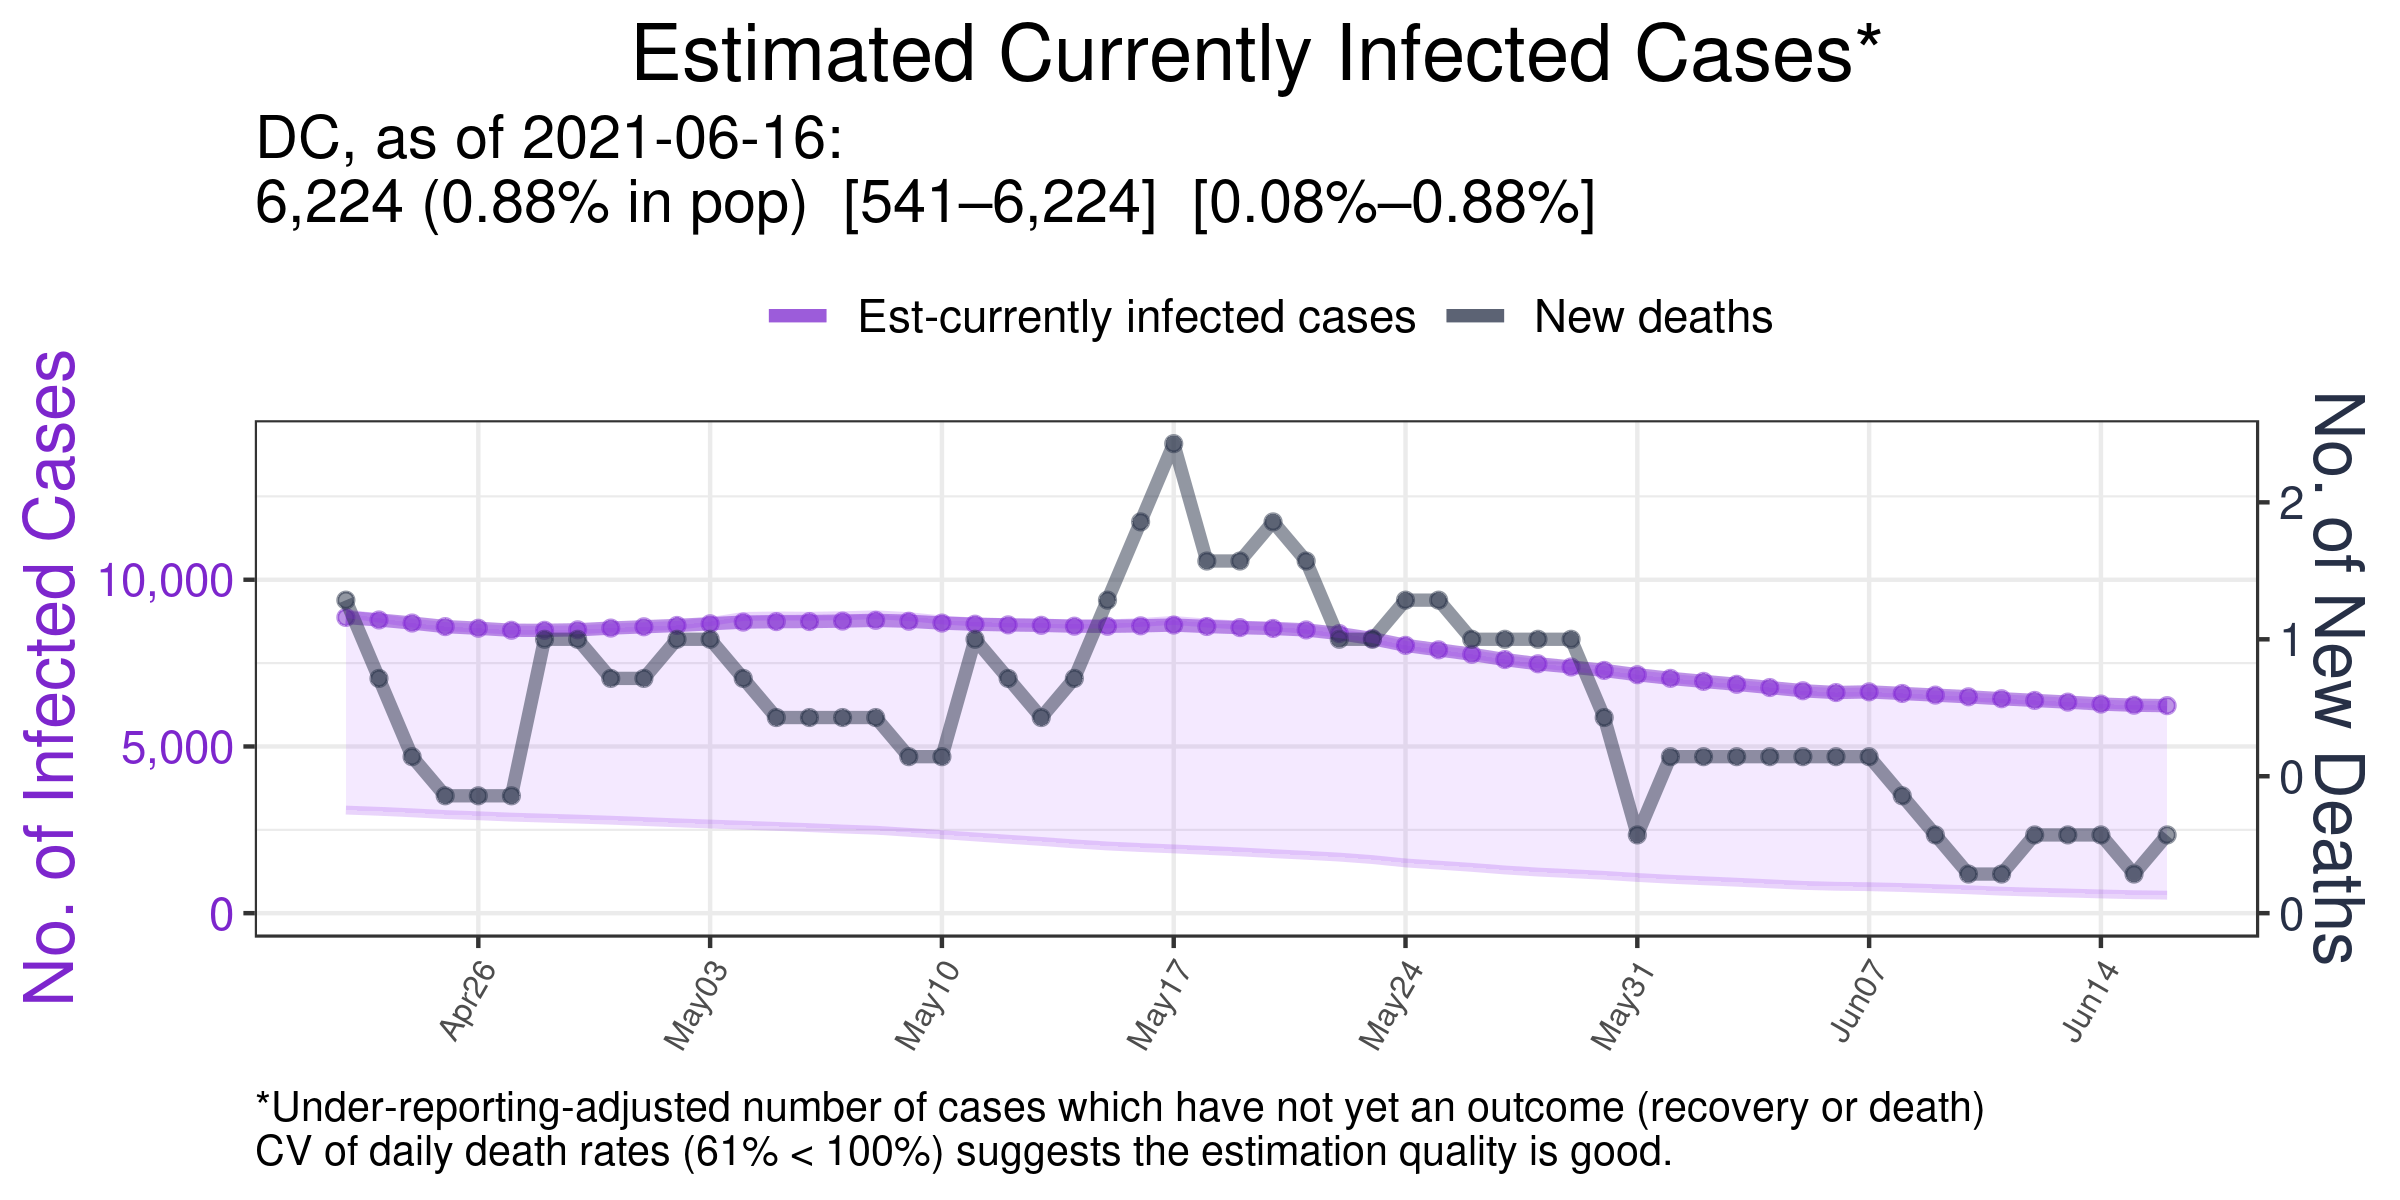 Estimated Currently Infected Cases*
DC, as of 2021-06-16:
6,224 (0.88% in pop)  [541–6,224]  [0.08%–0.88%]
Est-currently infected cases
New deaths
No. of Infected Cases
10,000
5,000
0
No. of New Deaths
2
1
0
0
Apr26
May03
May10
May17
May24
May31
Jun07
Jun14
*Under-reporting-adjusted number of cases which have not yet an outcome (recovery or death)
CV of daily death rates (61% < 100%) suggests the estimation quality is good.